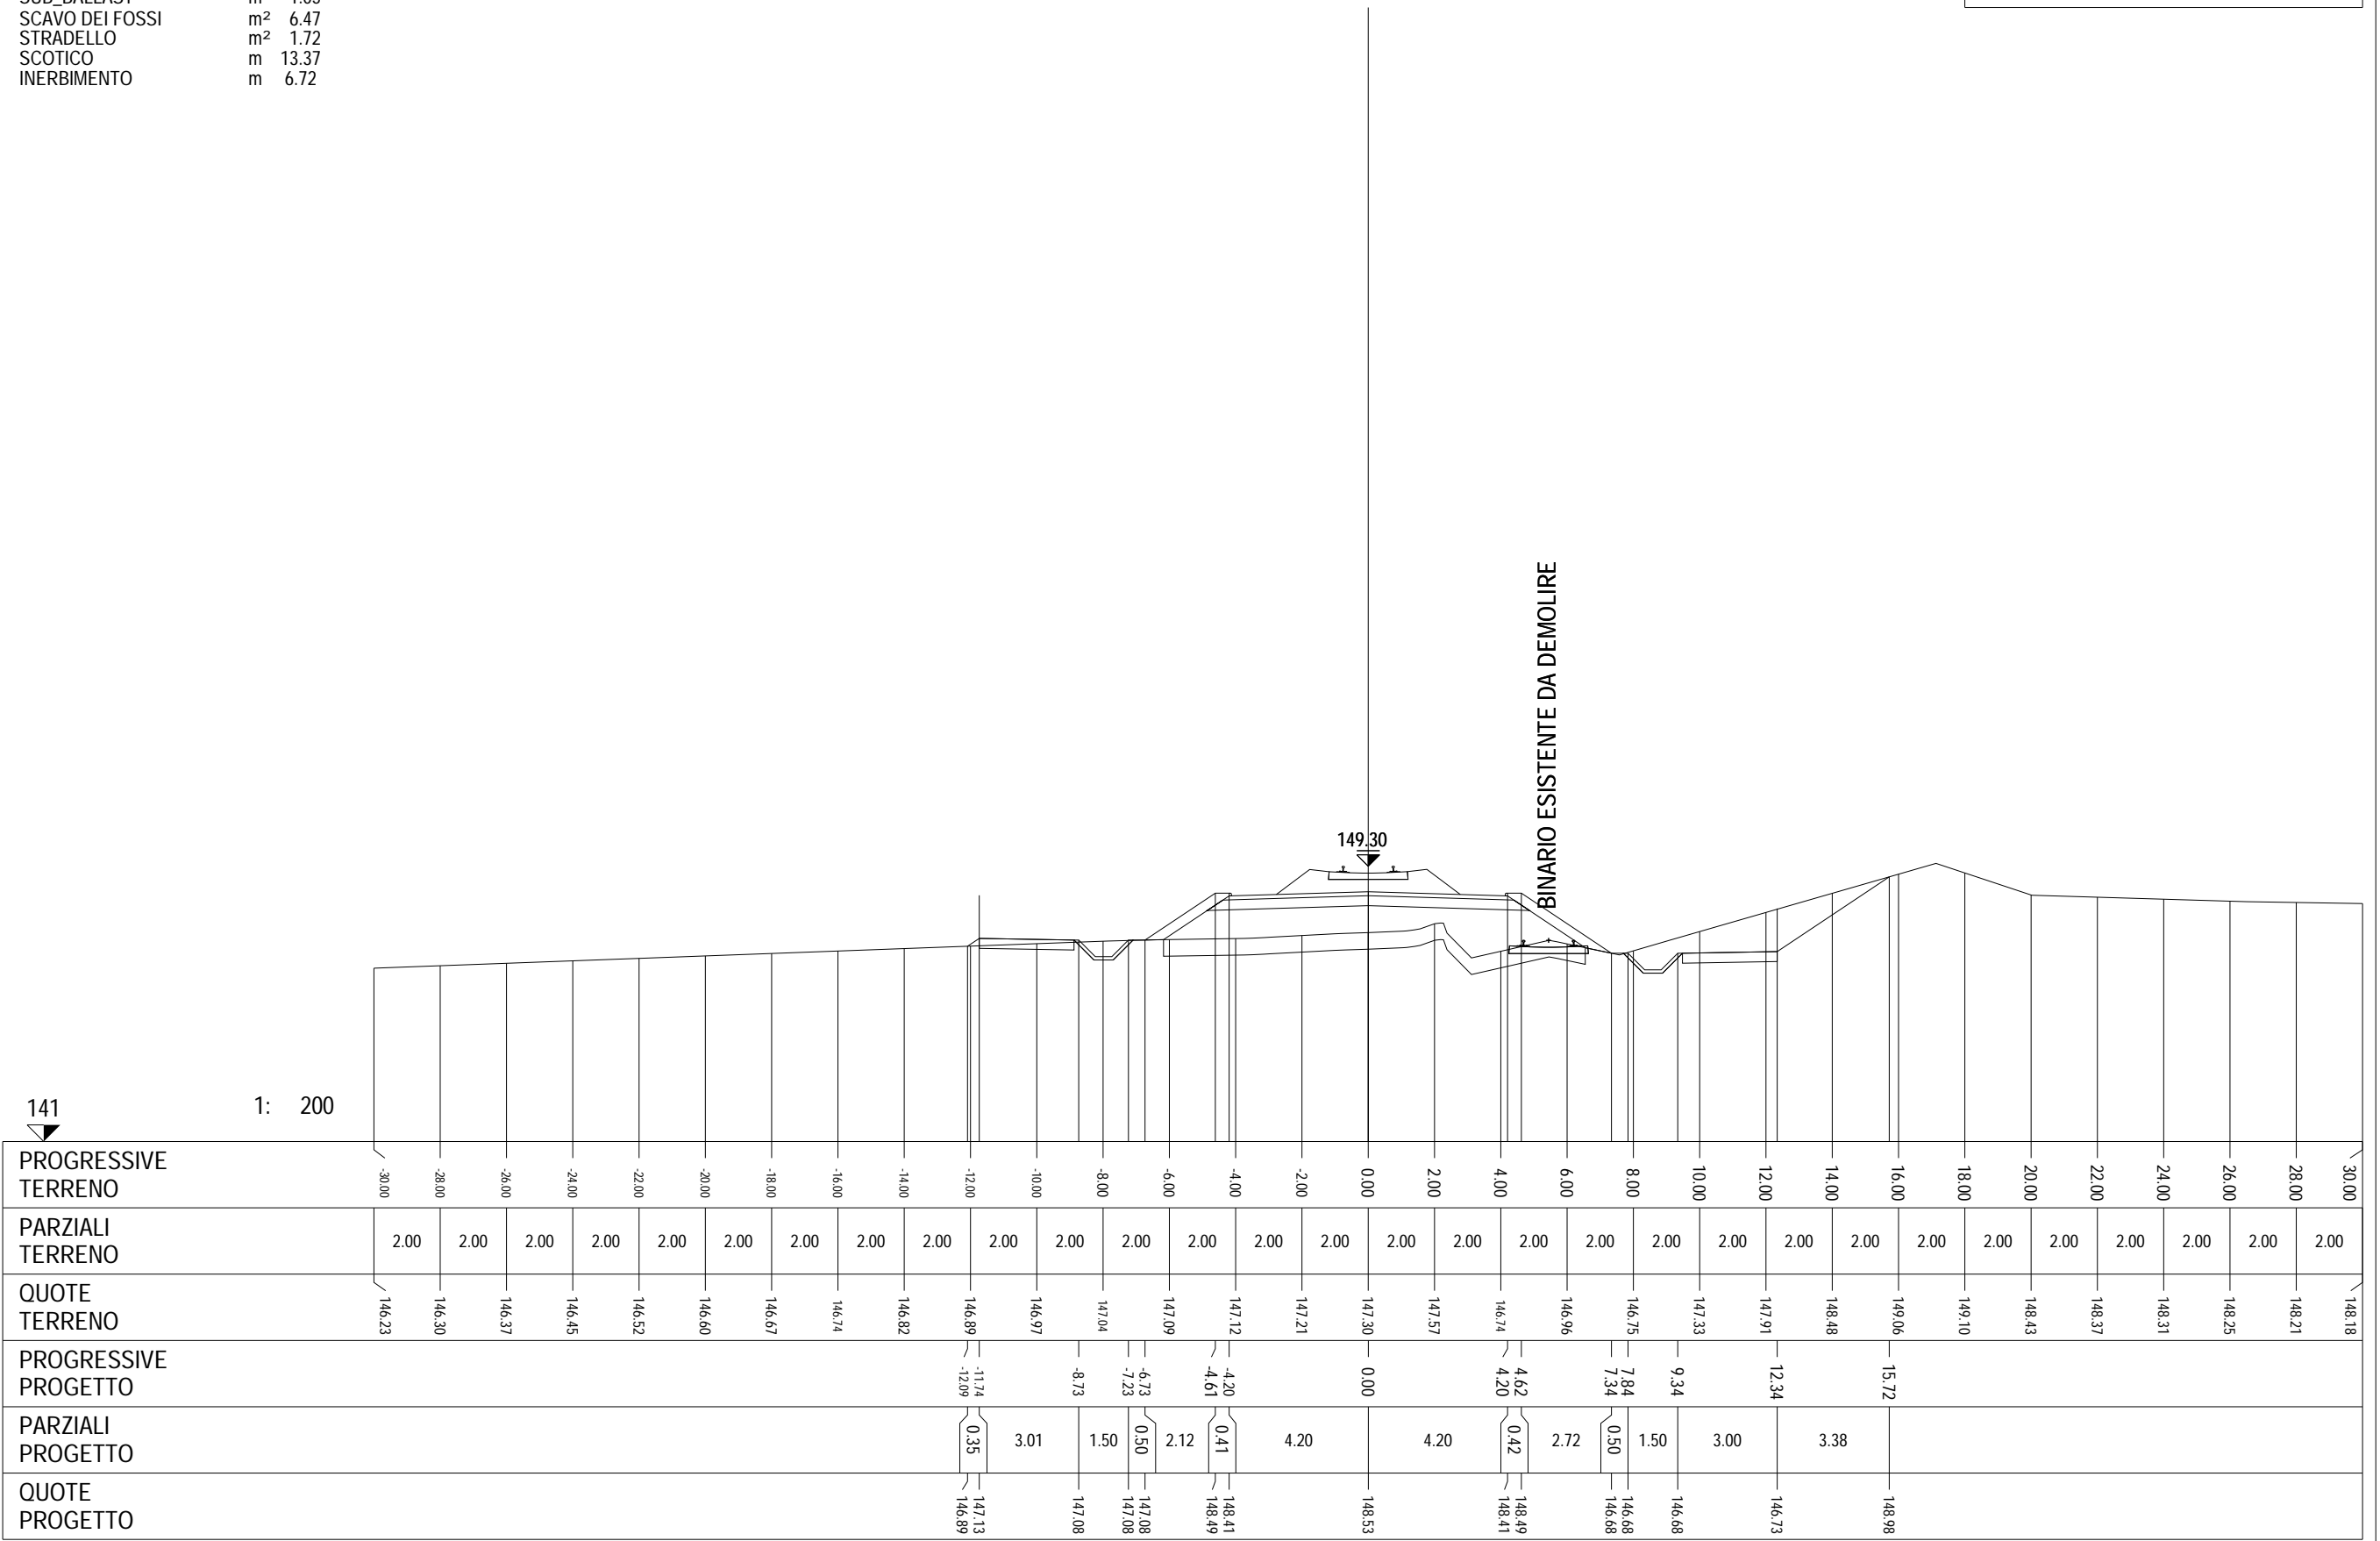 SCAVO DEI FOSSI m² 6.47
STRADELLO m² 1.72
SCOTICO m 13.37
INERBIMENTO m 6.72
BINARIO ESISTENTE DA DEMOLIRE
149.30
141 1: 200
PROGRESSIVE
TERRENO
-30.00 -28.00 -26.00 -24.00 -22.00 -20.00 -18.00 -16.00 -14.00 -12.00 -10.00 -8.00 -6.00 -4.00 -2.00 0.00 2.00 4.00 6.00 8.00 10.00 12.00 14.00 16.00 18.00 20.00 22.00 24.00 26.00 28.00 30.00
PARZIALI
TERRENO
2.00 2.00 2.00 2.00 2.00 2.00 2.00 2.00 2.00 2.00 2.00 2.00 2.00 2.00 2.00 2.00 2.00 2.00 2.00 2.00 2.00 2.00 2.00 2.00 2.00 2.00 2.00 2.00 2.00 2.00
QUOTE
TERRENO
146.23 146.30 146.37 146.45 146.52 146.60 146.67 146.74 146.82 146.89 146.97 147.04 147.09 147.12 147.21 147.30 147.57 146.74 146.96 146.75 147.33 147.91 148.48 149.06 149.10 148.43 148.37 148.31 148.25 148.21 148.18
PROGRESSIVE
PROGETTO
-12.09 -11.74 -8.73 -7.23 -6.73 -4.61 -4.20 0.00 4.20 4.62 7.34 7.84 9.34 12.34 15.72
PARZIALI
PROGETTO
0.35 3.01 1.50 0.50 2.12 0.41 4.20 4.20 0.42 2.72 0.50 1.50 3.00 3.38
QUOTE
PROGETTO
146.89 147.13 147.08 147.08 147.08 148.49 148.41 148.53 148.41 148.49 146.68 146.68 146.68 146.73 148.98